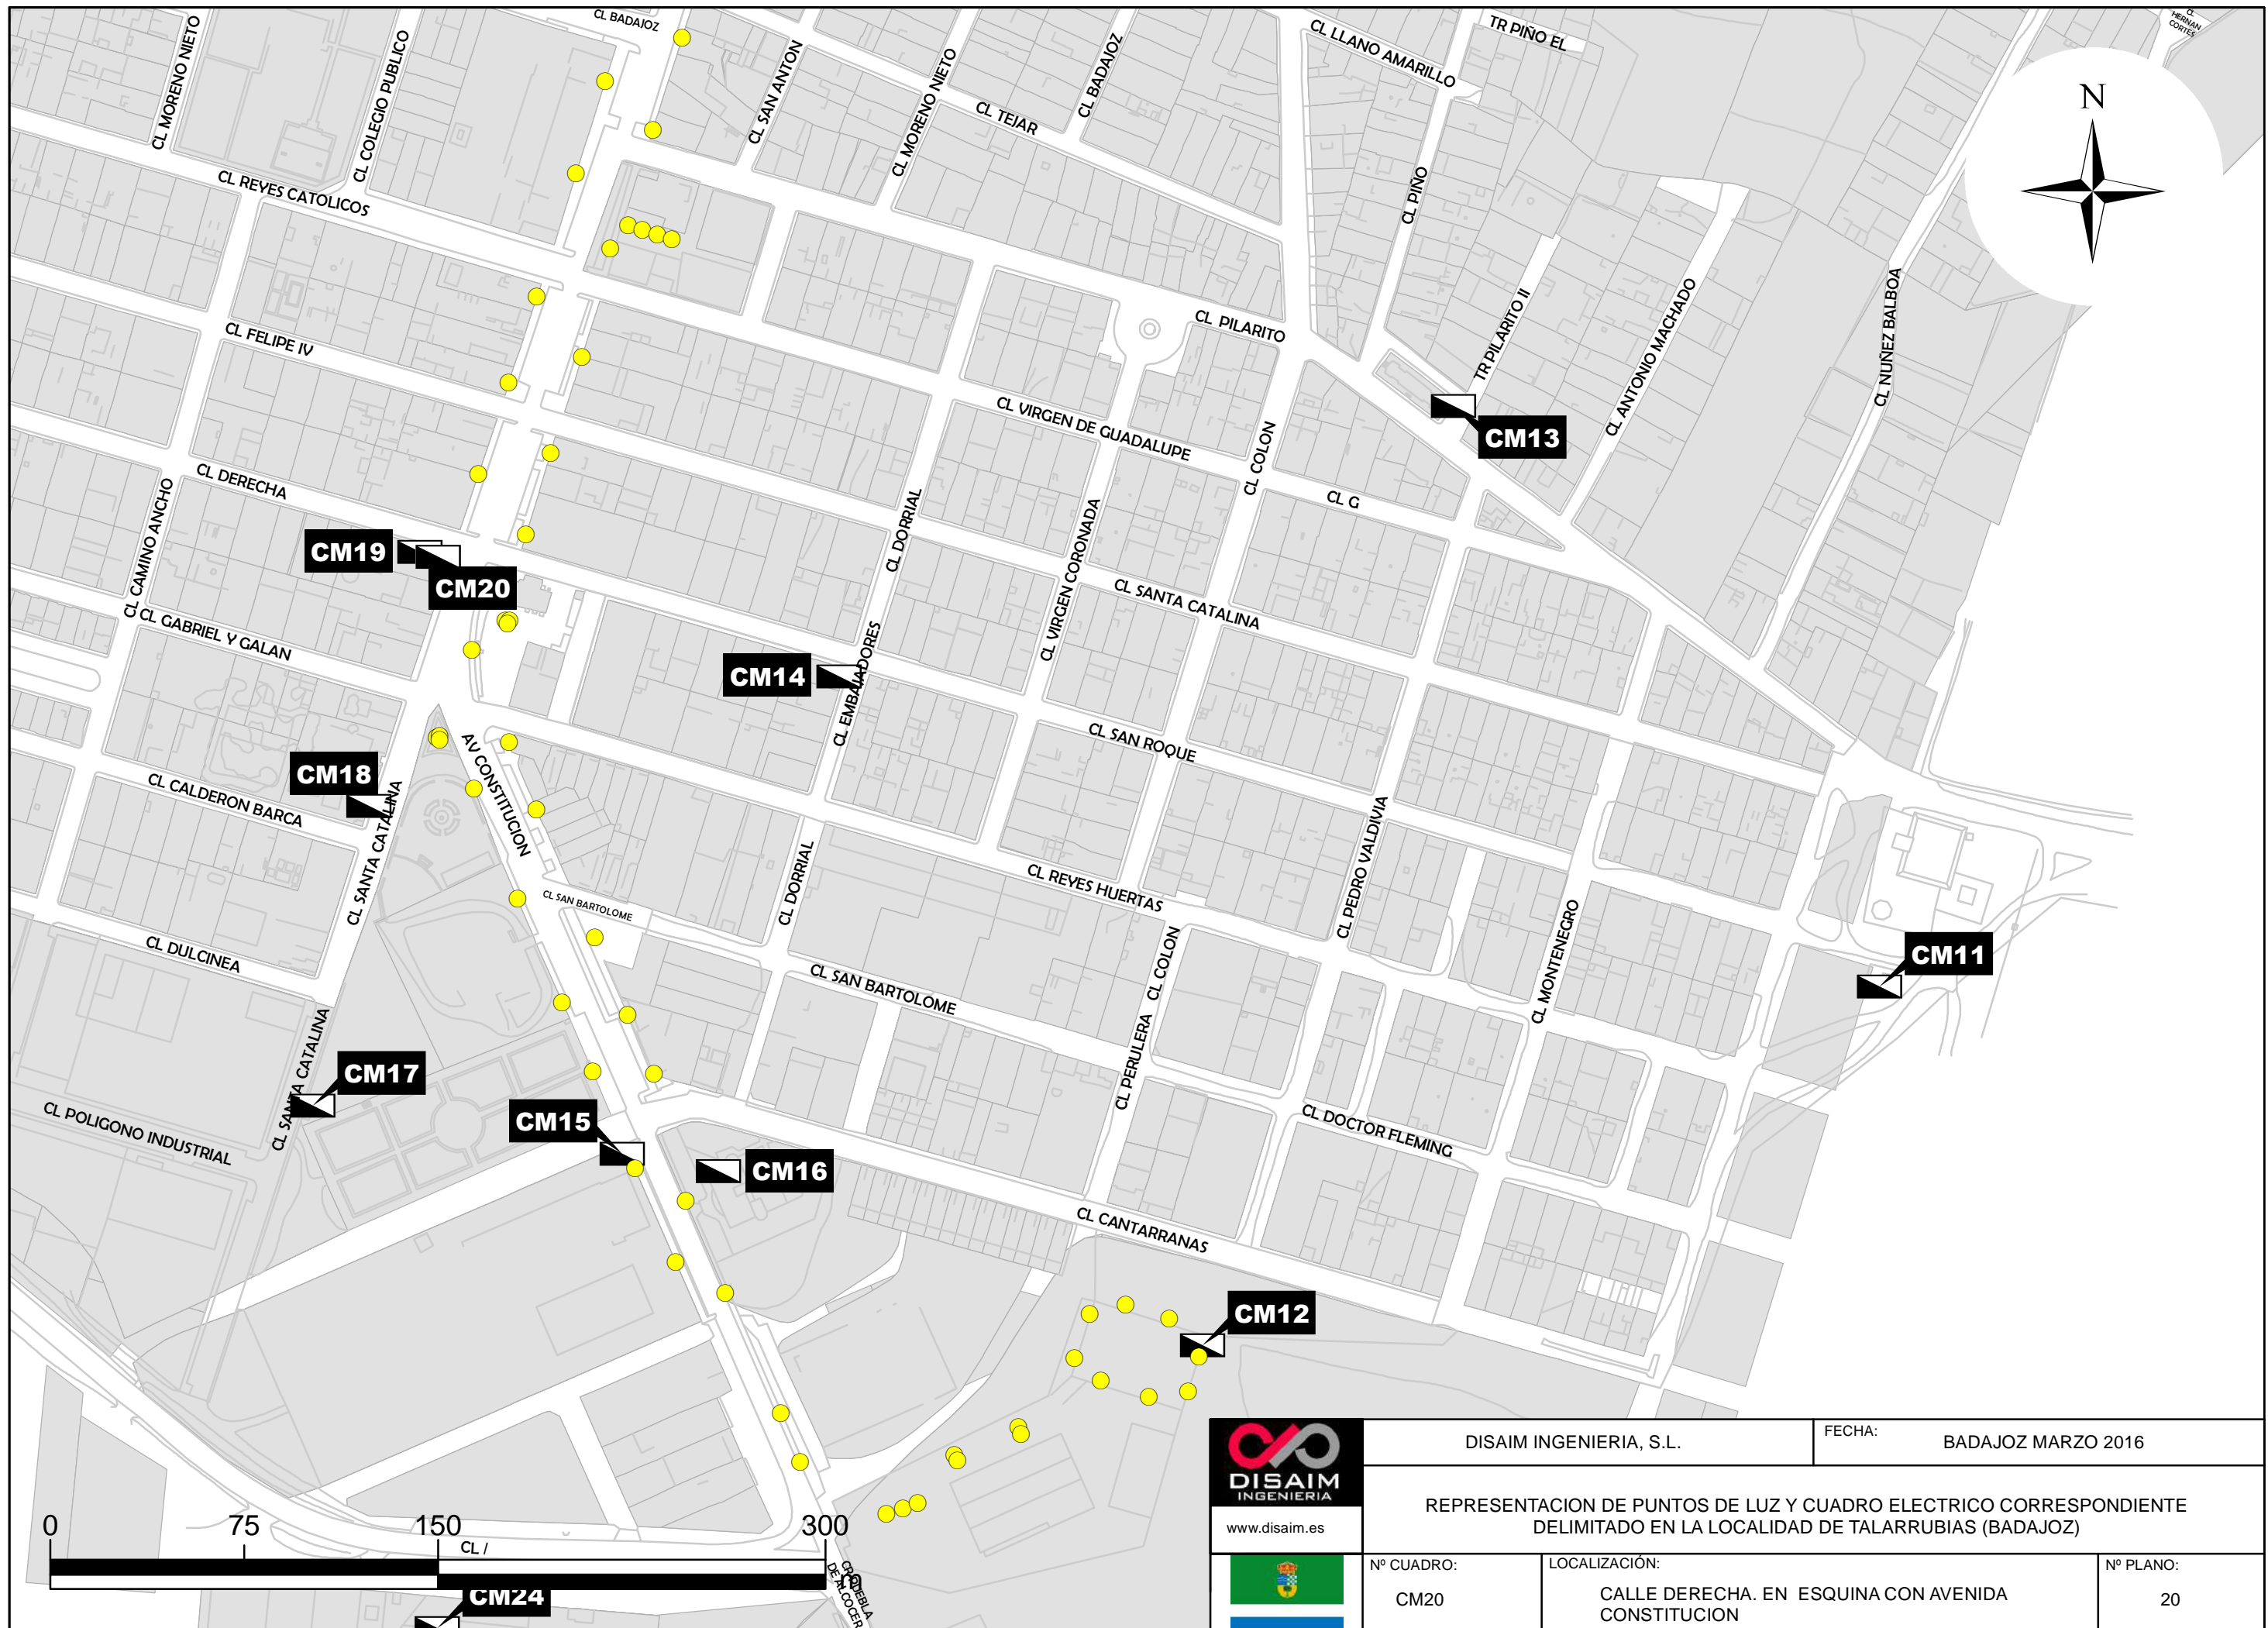 CL BADAJOZ
CL MORENO NIETO
CL COLEGIO PUBLICO
CL SAN ANTON
CL MORENO NIETO
CL BADAJOZ
CL TEJAR
CL LLANO AMARILLO
TR PIÑO EL
CL
HERNAN
CORTES
N
CL REYES CATOLICOS
CL PIÑO
CL FELIPE IV
CL PILARITO
TR PILARITO II
CL ANTONIO MACHADO
CL NUÑEZ BALBOA
CL VIRGEN DE GUADALUPE
CM13
CL DERECHA
CL CAMINO ANCHO
CL DORRIAL
CL COLON
CL G
CM19
CM20
CL VIRGEN CORONADA
CL SANTA CATALINA
CL GABRIEL Y GALAN
CM14
CL EMBAJADORES
CL SAN ROQUE
AV CONSTITUCION
CM18
CL CALDERON BARCA
CL SANTA CATALINA
CL PEDRO VALDIVIA
CL DORRIAL
CL REYES HUERTAS
CL SAN BARTOLOME
CL DULCINEA
CL SAN BARTOLOME
CL COLON
CL MONTENEGRO
CM11
CL SANTA CATALINA
CM17
CL PERULERA
CL POLIGONO INDUSTRIAL
CM15
CM16
CL DOCTOR FLEMING
CL CANTARRANAS
CM12
0 75 150 300
m
CL /
CM24
CR PUEBLA
DE ALCOCER
DISAIM
INGENIERIA
www.disaim.es
DISAIM INGENIERIA, S.L.
FECHA:
BADAJOZ MARZO 2016
REPRESENTACION DE PUNTOS DE LUZ Y CUADRO ELECTRICO CORRESPONDIENTE
DELIMITADO EN LA LOCALIDAD DE TALARRUBIAS (BADAJOZ)
Nº CUADRO:
CM20
LOCALIZACIÓN:
CALLE DERECHA. EN ESQUINA CON AVENIDA
CONSTITUCION
Nº PLANO:
20